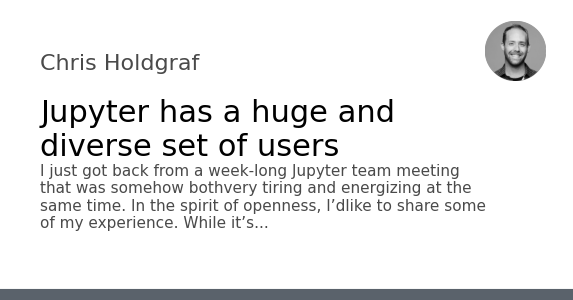 Chris Holdgraf
Jupyter has a huge and
diverse set of users
I just got back from a week-long Jupyter team meeting
that was somehow bothvery tiring and energizing at the
same time. In the spirit of openness, I’dlike to share some
of my experience. While it’s...